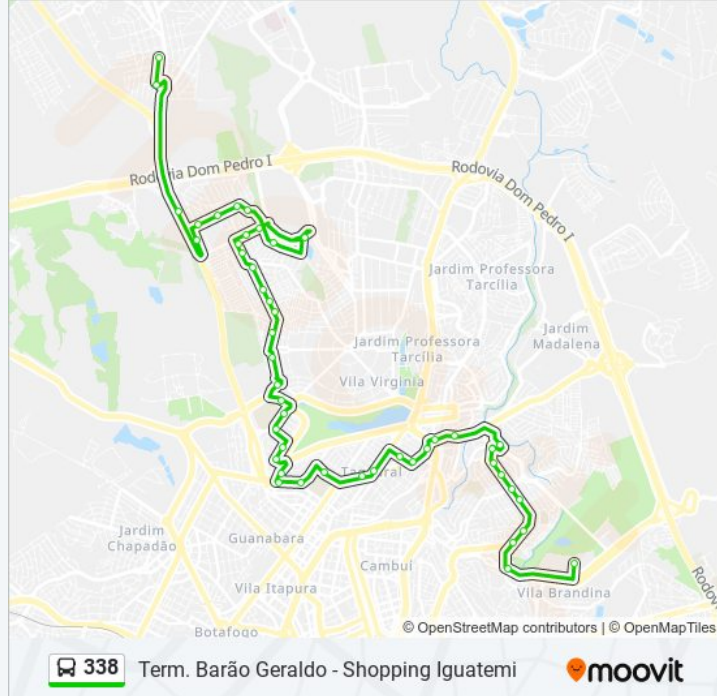 Rodovia Dom Pedro I
Rodovia Dom Pedro I
Jardim Professora
Tarcília
Jardim
Madalena
Jardim Professora
Tarcília
Vila Virginia
Taquaral
Jardim
Chapadão
Guanabara
Cambuí
Vila Itapura
Vila Brandina
Botafogo
© OpenStreetMap contributors | © OpenMapTiles
338
Term. Barão Geraldo - Shopping Iguatemi
moovit